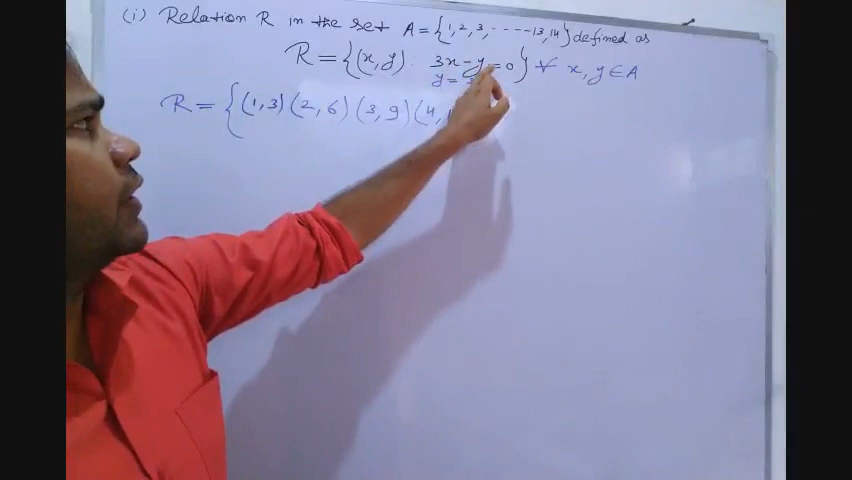 (i) Relation R in the set A = {1, 2, 3, ----- 13, 14} defined as
R = {(x, y) : 3x - y = 0} ∀ x, y ∈ A
y =
R = {(1, 3) (2, 6) (3, 9) (4,